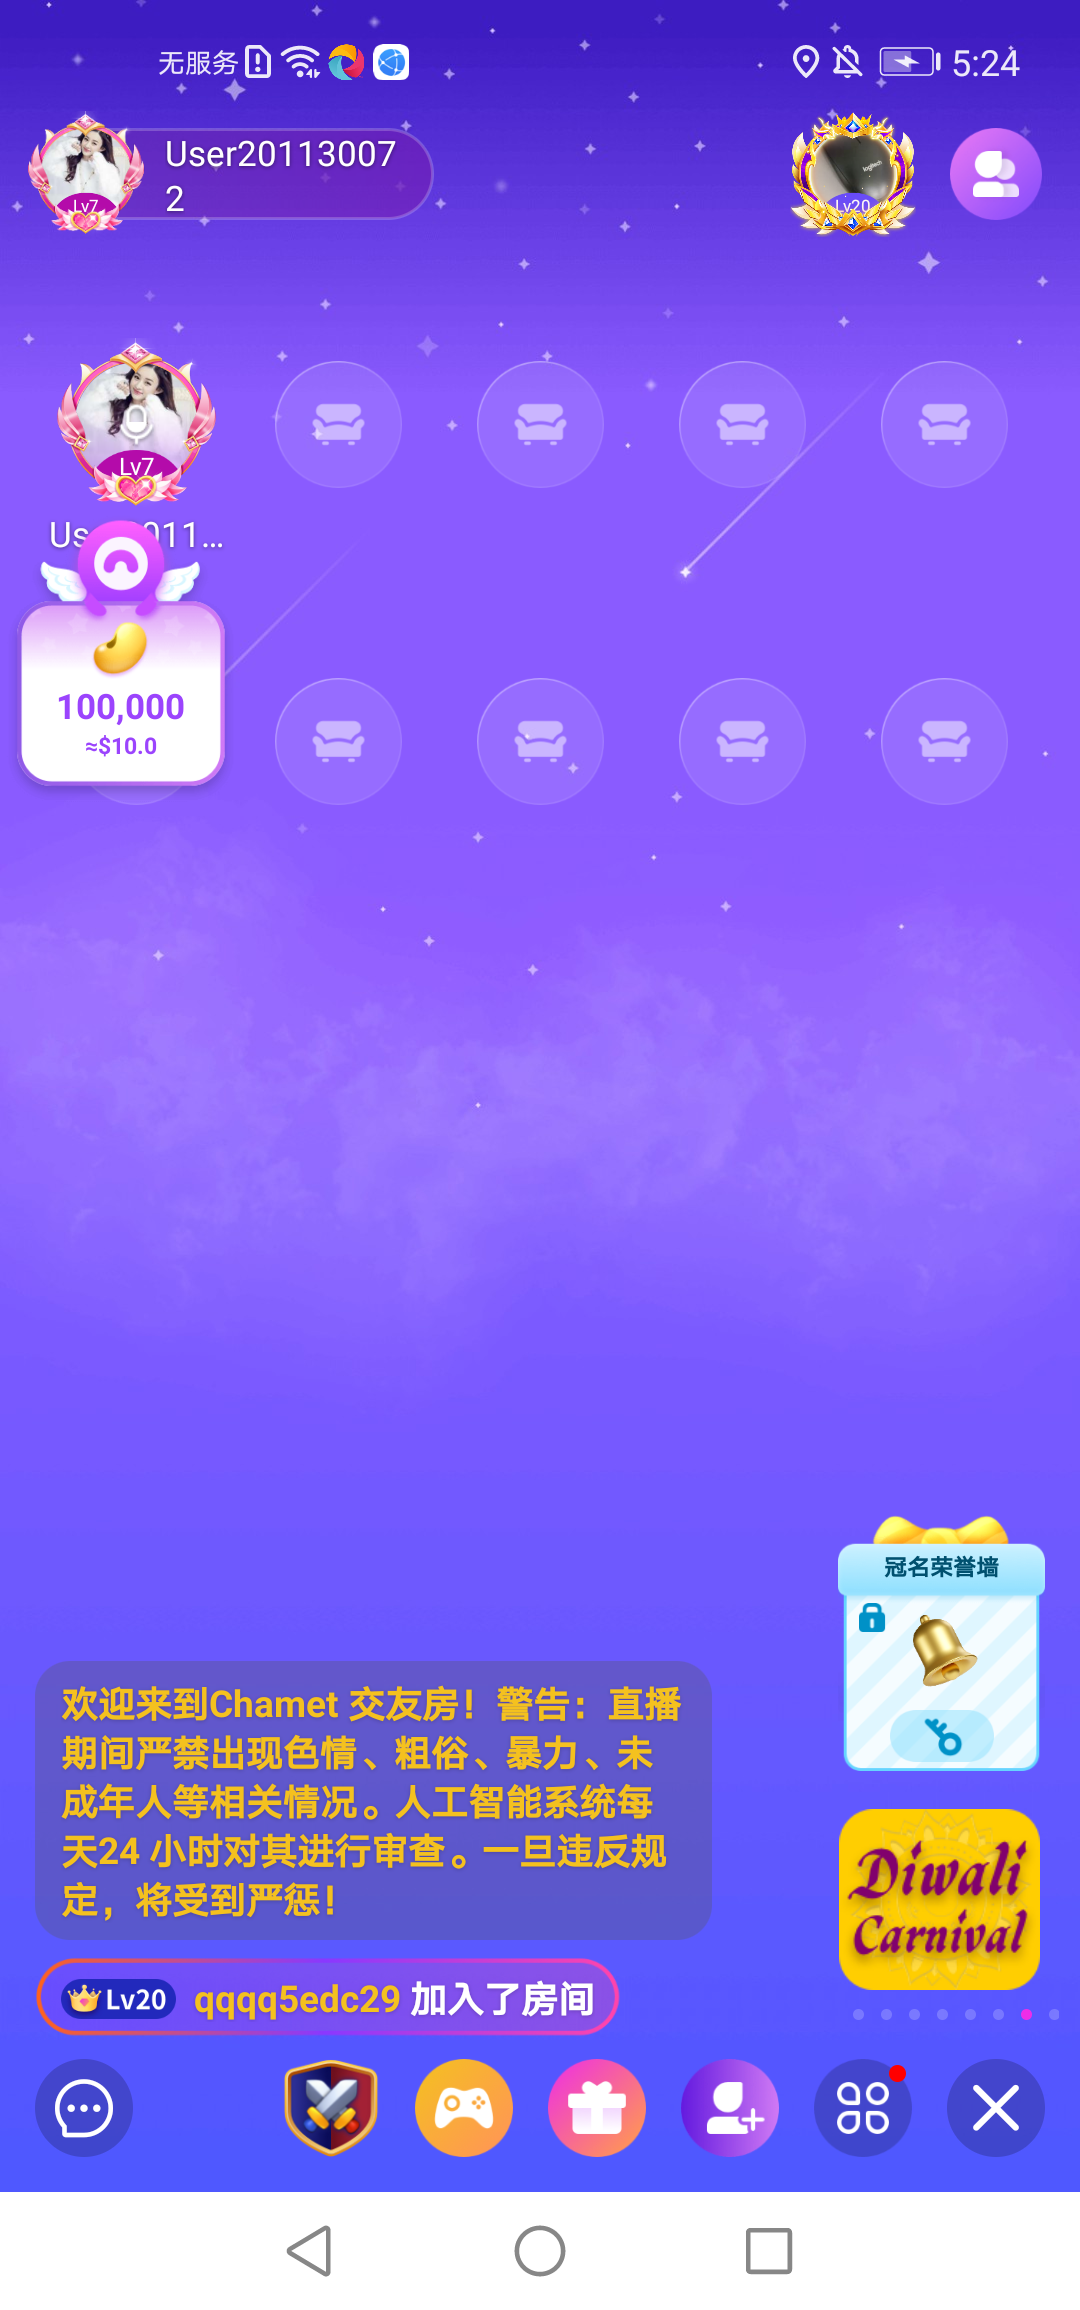 无服务
5:24
User20113007
2
Lv7
logitech
Lv20
Lv7
Us 011...
100,000
≈$10.0
冠名荣誉墙
欢迎来到Chamet 交友房！警告：直播
期间严禁出现色情、粗俗、暴力、未
成年人等相关情况。人工智能系统每
天24 小时对其进行审查。一旦违反规
定，将受到严惩！
Diwali
Carnival
Lv20 qqqq5edc29 加入了房间